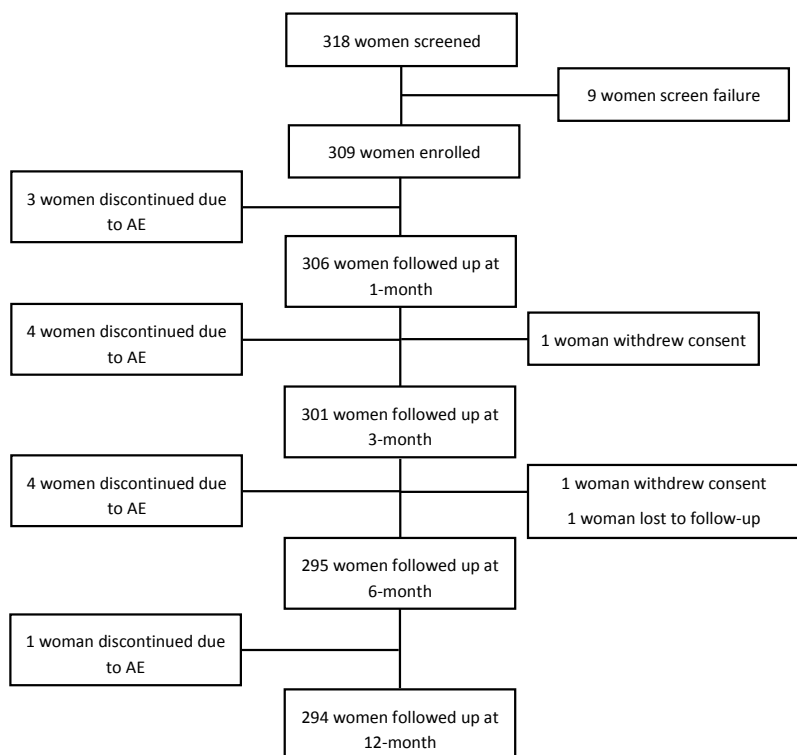 318 women screened
9 women screen failure
309 women enrolled
3 women discontinued due
to AE
306 women followed up at
1-month
4 women discontinued due
to AE
1 woman withdrew consent
301 women followed up at
3-month
4 women discontinued due
to AE
1 woman withdrew consent
1 woman lost to follow-up
295 women followed up at
6-month
1 woman discontinued due
to AE
294 women followed up at
12-month